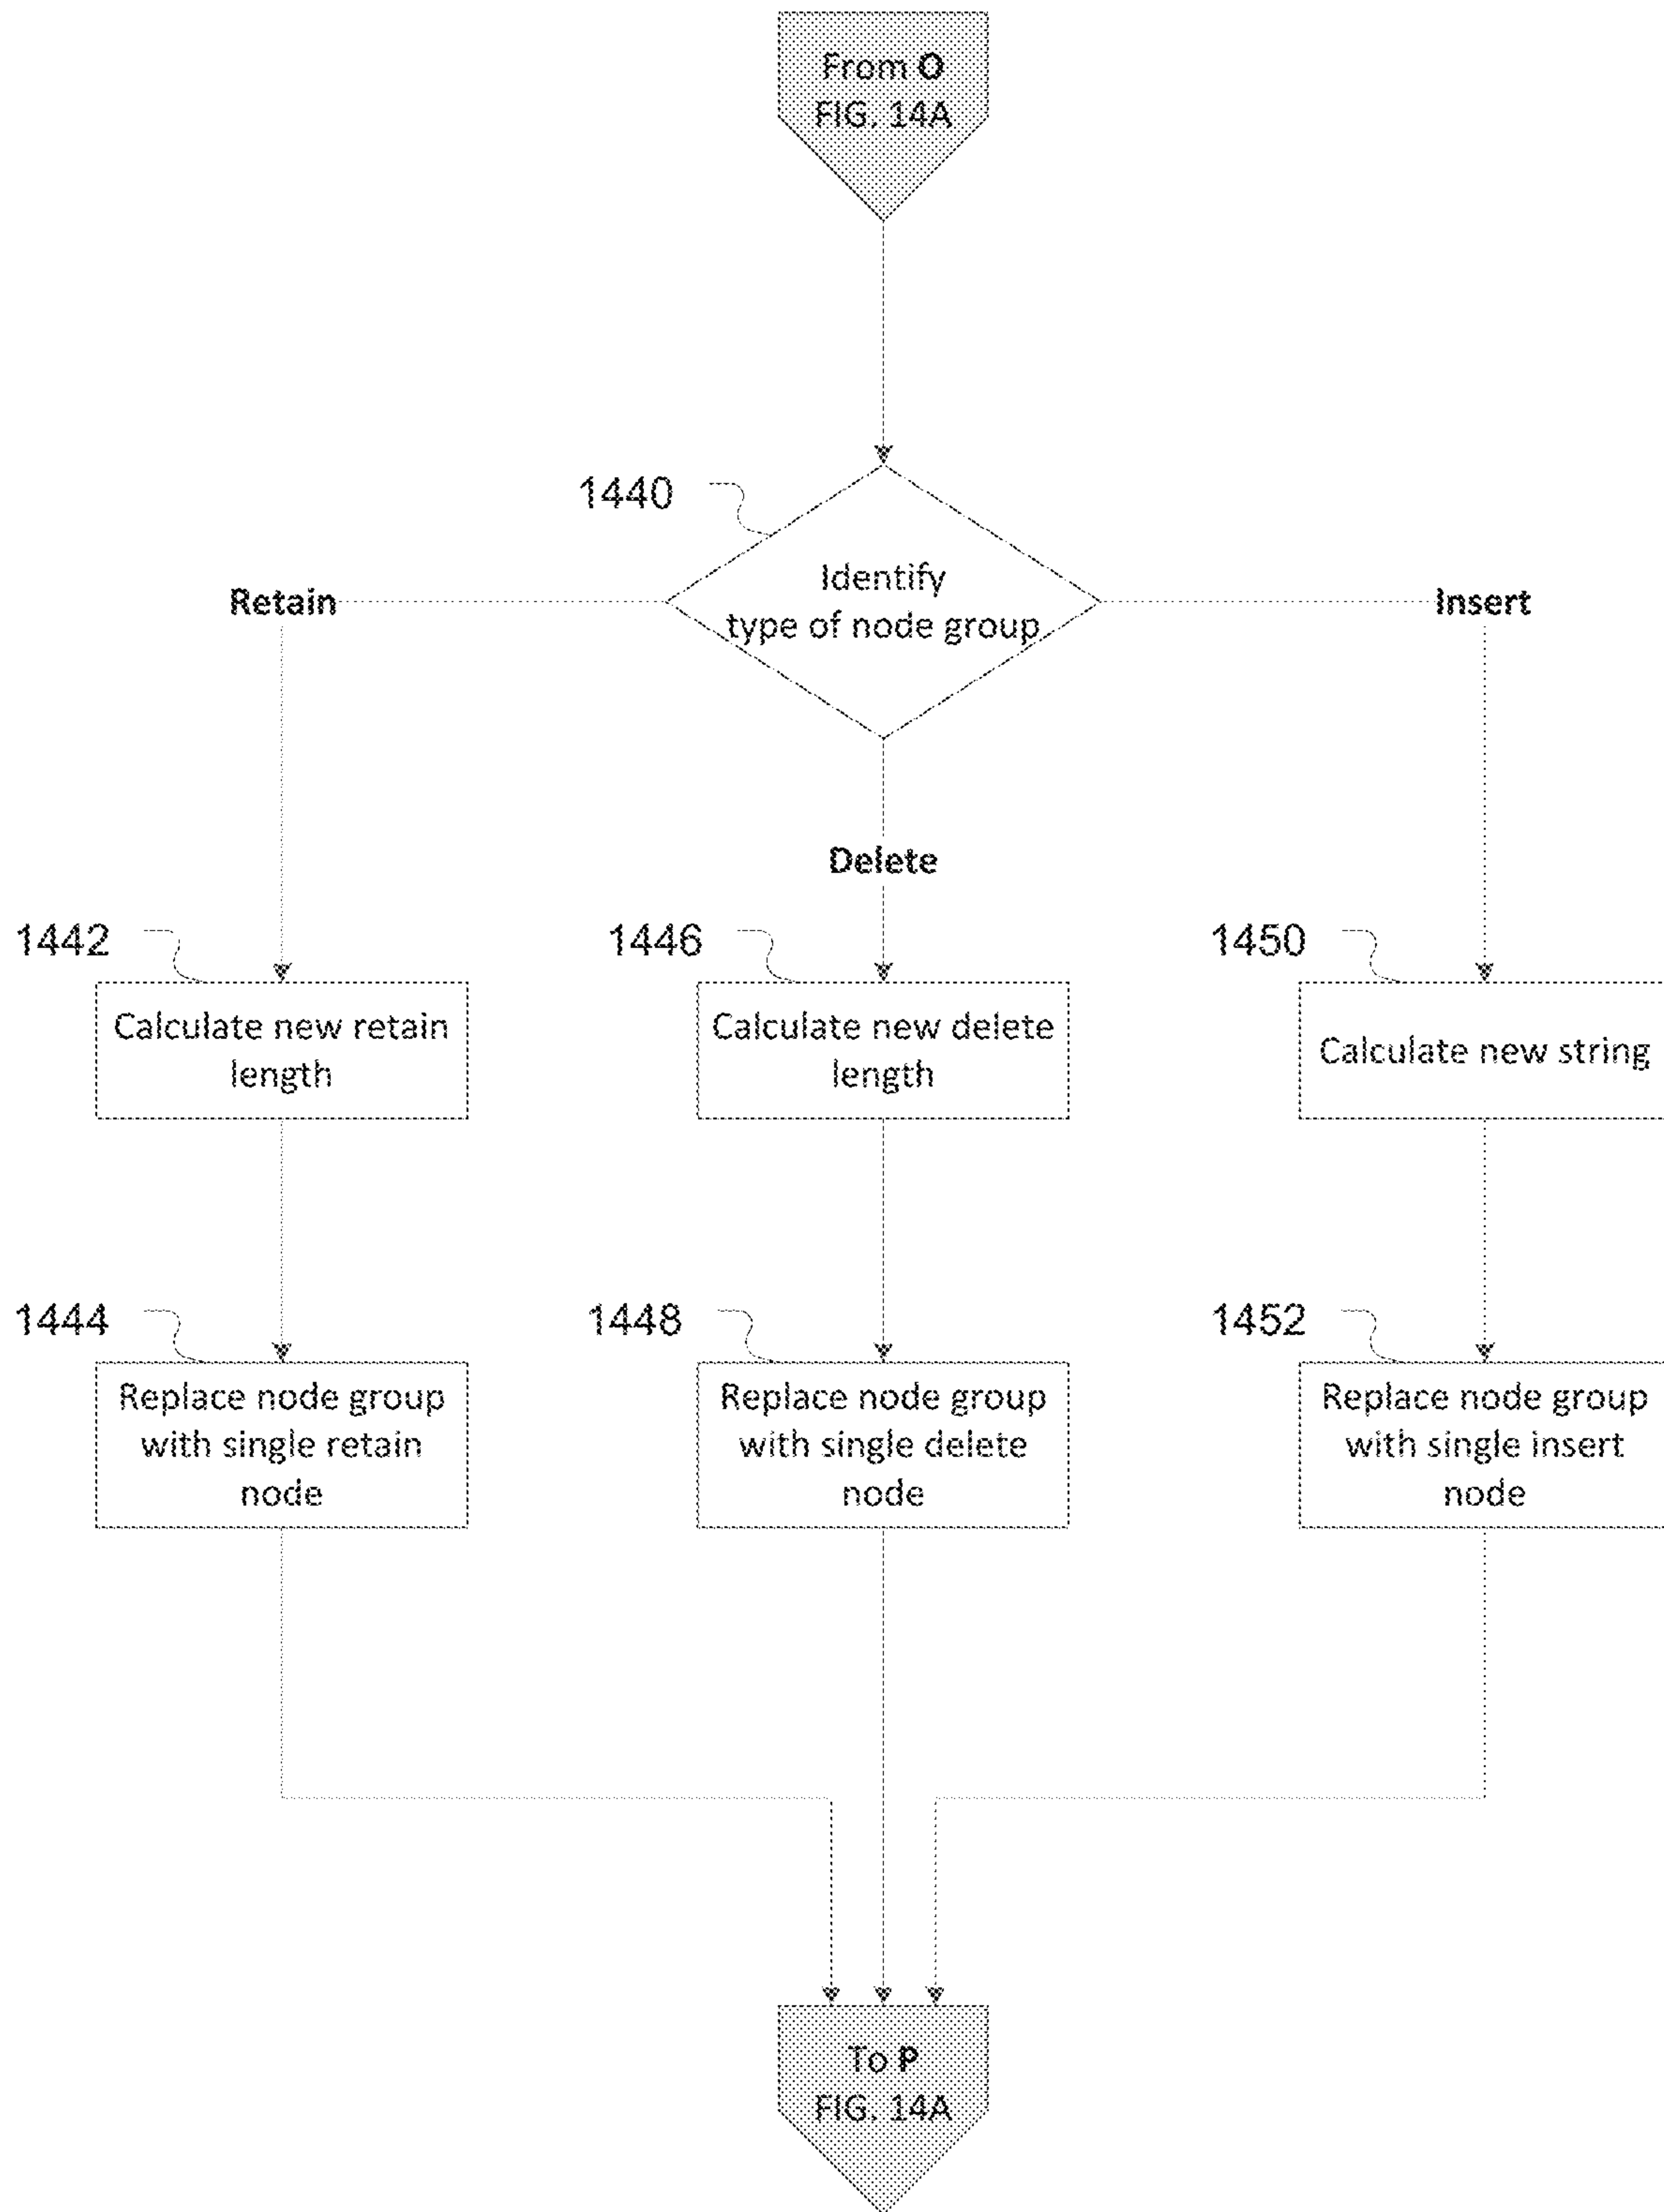 From O
FIG. 14A
1440
Identify
type of node group
Retain
Insert
Delete
1442
1446
1450
Calculate new retain
length
Calculate new delete
length
Calculate new string
1444
1448
1452
Replace node group
with single retain
node
Replace node group
with single delete
node
Replace node group
with single insert
node
To P
FIG. 14A